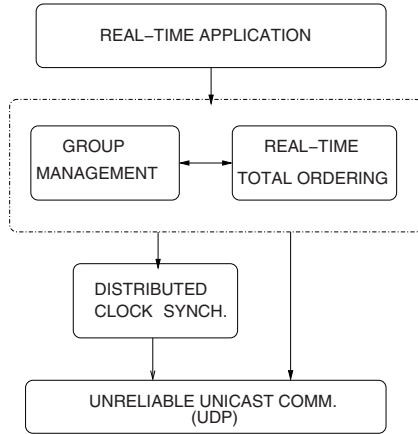 REAL−TIME APPLICATION
GROUP
MANAGEMENT
REAL−TIME
TOTAL ORDERING
DISTRIBUTED
CLOCK SYNCH.
UNRELIABLE UNICAST COMM.
(UDP)